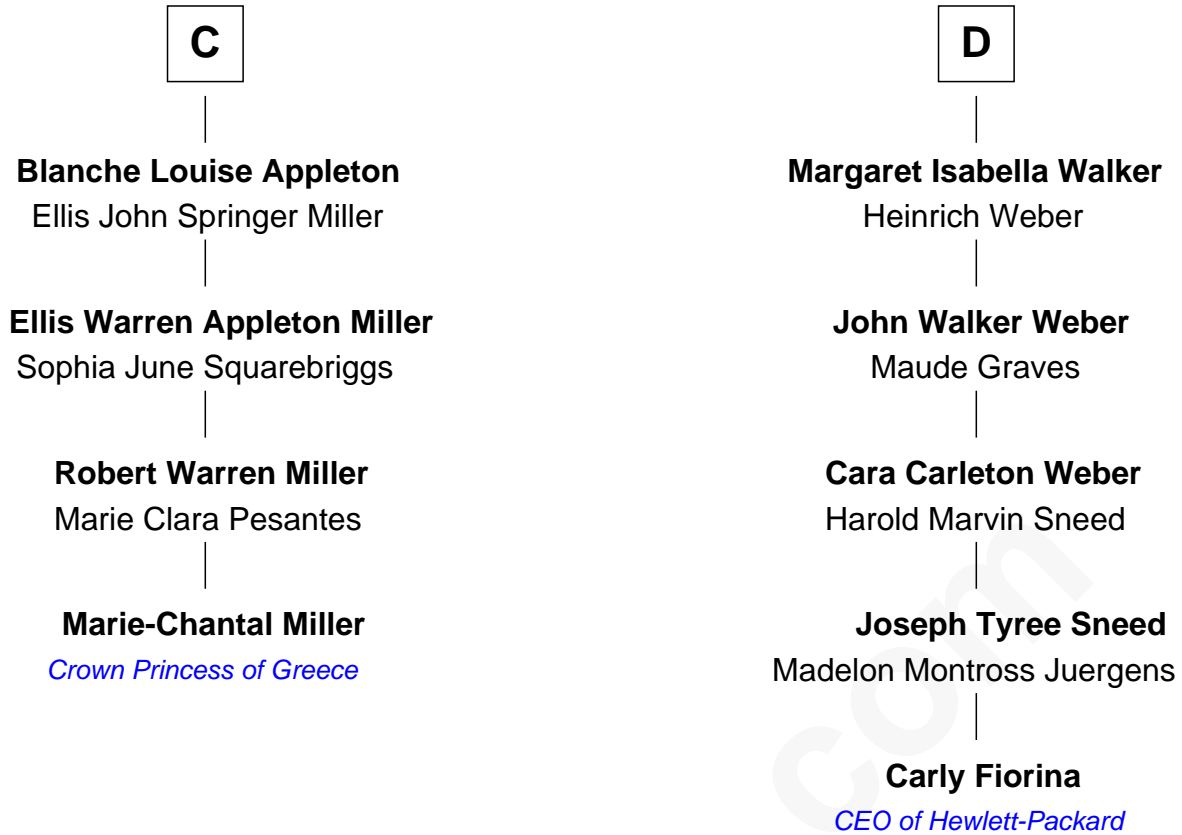 C
Blanche Louise Appleton
Ellis John Springer Miller
Ellis Warren Appleton Miller
Sophia June Squarebriggs
Robert Warren Miller
Marie Clara Pesantes
Marie-Chantal Miller
Crown Princess of Greece
D
Margaret Isabella Walker
Heinrich Weber
John Walker Weber
Maude Graves
Cara Carleton Weber
Harold Marvin Sneed
Joseph Tyree Sneed
Madelon Montross Juergens
Carly Fiorina
CEO of Hewlett-Packard
com